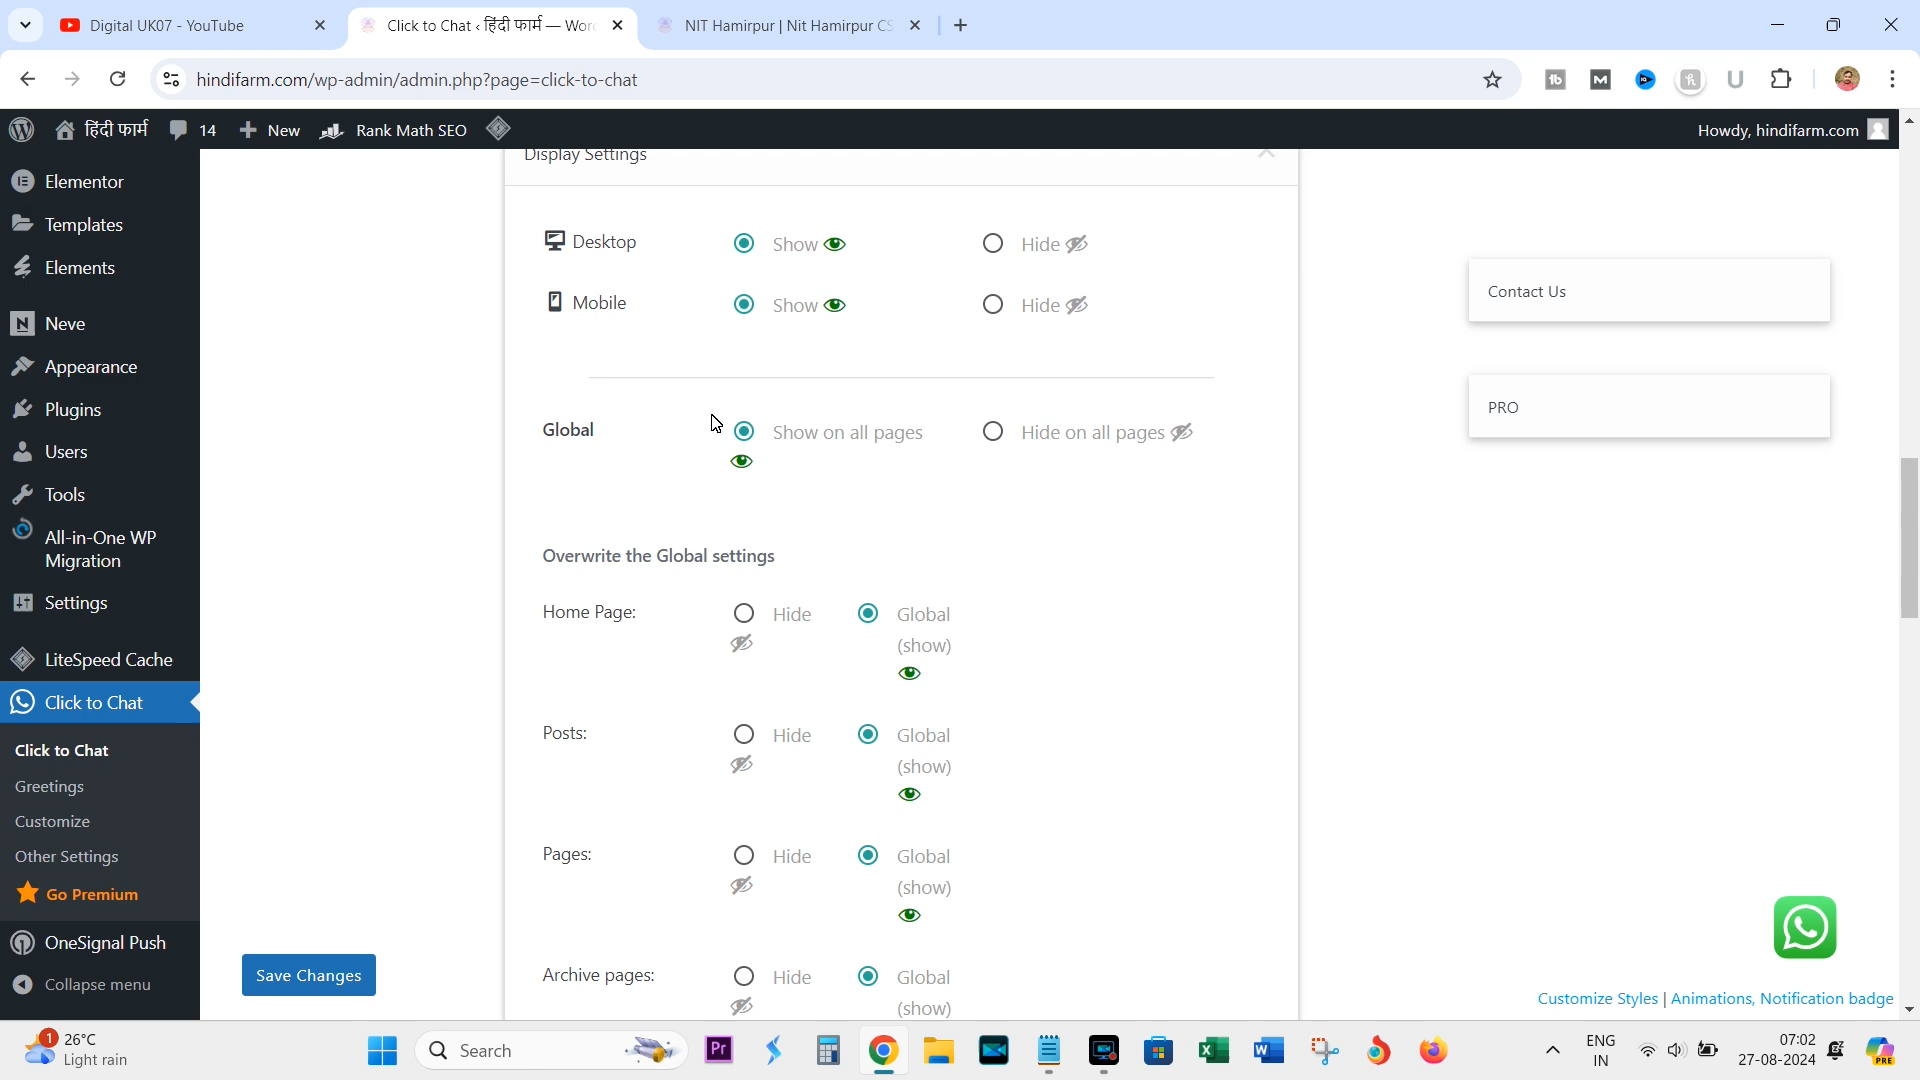 Digital UK07 - YouTube
Click to Chat ‹ हिंदी फार्म — Wor
NIT Hamirpur | Nit Hamirpur CS
hindifarm.com/wp-admin/admin.php?page=click-to-chat
हिंदी फार्म
14
New
Rank Math SEO
Howdy, hindifarm.com
Elementor
Templates
Elements
Neve
Appearance
Plugins
Users
Tools
All-in-One WP
Migration
Settings
LiteSpeed Cache
Click to Chat
Click to Chat
Greetings
Customize
Other Settings
Go Premium
OneSignal Push
Collapse menu
Display Settings
Desktop
Show
Hide
Mobile
Show
Hide
Global
Show on all pages
Hide on all pages
Overwrite the Global settings
Home Page:
Hide
Global
(show)
Posts:
Hide
Global
(show)
Pages:
Hide
Global
(show)
Archive pages:
Hide
Global
(show)
Save Changes
Contact Us
PRO
Customize Styles | Animations, Notification badge
1
26°C
Light rain
Search
Pr
ENG
IN
07:02
27-08-2024
PRE